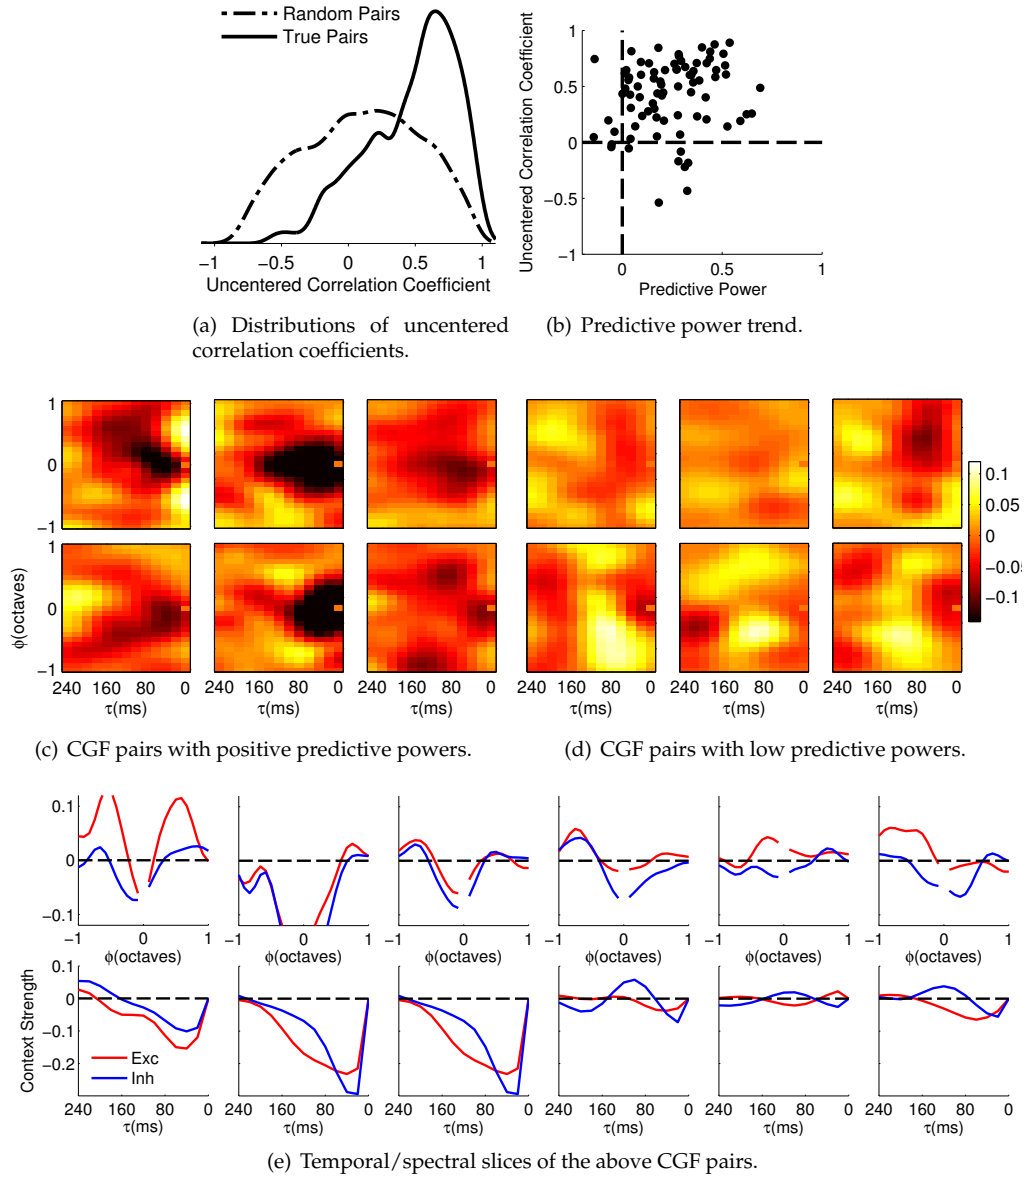 Random Pairs
True Pairs
−1 −0.5 0 0.5 1
Uncentered Correlation Coefficient
Uncentered Correlation Coefficient
1
0.5
0
−0.5
−1
0 0.5 1
Predictive Power
(a) Distributions of uncentered
correlation coefficients.
(b) Predictive power trend.
1
0
−1
1
0
−1
ϕ(octaves)
0.1
0.05
0
−0.05
−0.1
240 160 80 0 240 160 80 0 240 160 80 0 240 160 80 0 240 160 80 0 240 160 80 0
τ(ms) τ(ms) τ(ms) τ(ms) τ(ms) τ(ms)
(c) CGF pairs with positive predictive powers.
(d) CGF pairs with low predictive powers.
0.1
0
−0.1
−1 0 1 −1 0 1 −1 0 1 −1 0 1 −1 0 1 −1 0 1
ϕ(octaves) ϕ(octaves) ϕ(octaves) ϕ(octaves) ϕ(octaves) ϕ(octaves)
Context Strength
0.1
0
−0.1
−0.2
Exc
Inh
240 160 80 0 240 160 80 0 240 160 80 0 240 160 80 0 240 160 80 0 240 160 80 0
τ(ms) τ(ms) τ(ms) τ(ms) τ(ms) τ(ms)
(e) Temporal/spectral slices of the above CGF pairs.